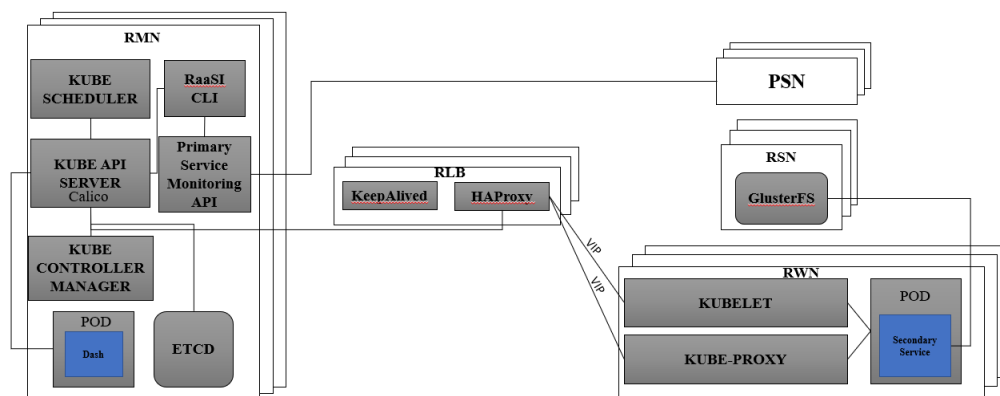 RMN
KUBE
SCHEDULER
RaaSI
CLI
KUBE API
SERVER
Calico
Primary
Service
Monitoring
API
KUBE
CONTROLLER
MANAGER
POD
Dash
ETCD
RLB
KeepAlived
HAProxy
PSN
RSN
GlusterFS
VIP
VIP
RWN
KUBELET
KUBE-PROXY
POD
Secondary
Service